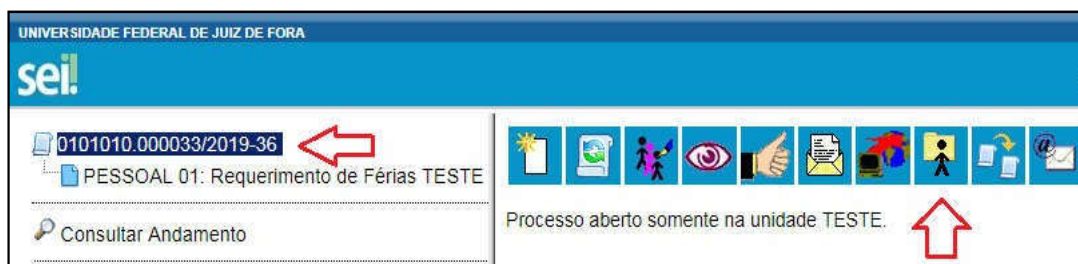 UNIVERSIDADE FEDERAL DE JUIZ DE FORA
sei!
0101010.000033/2019-36
PESSOAL 01: Requerimento de Férias TESTE
Consultar Andamento
Processo aberto somente na unidade TESTE.